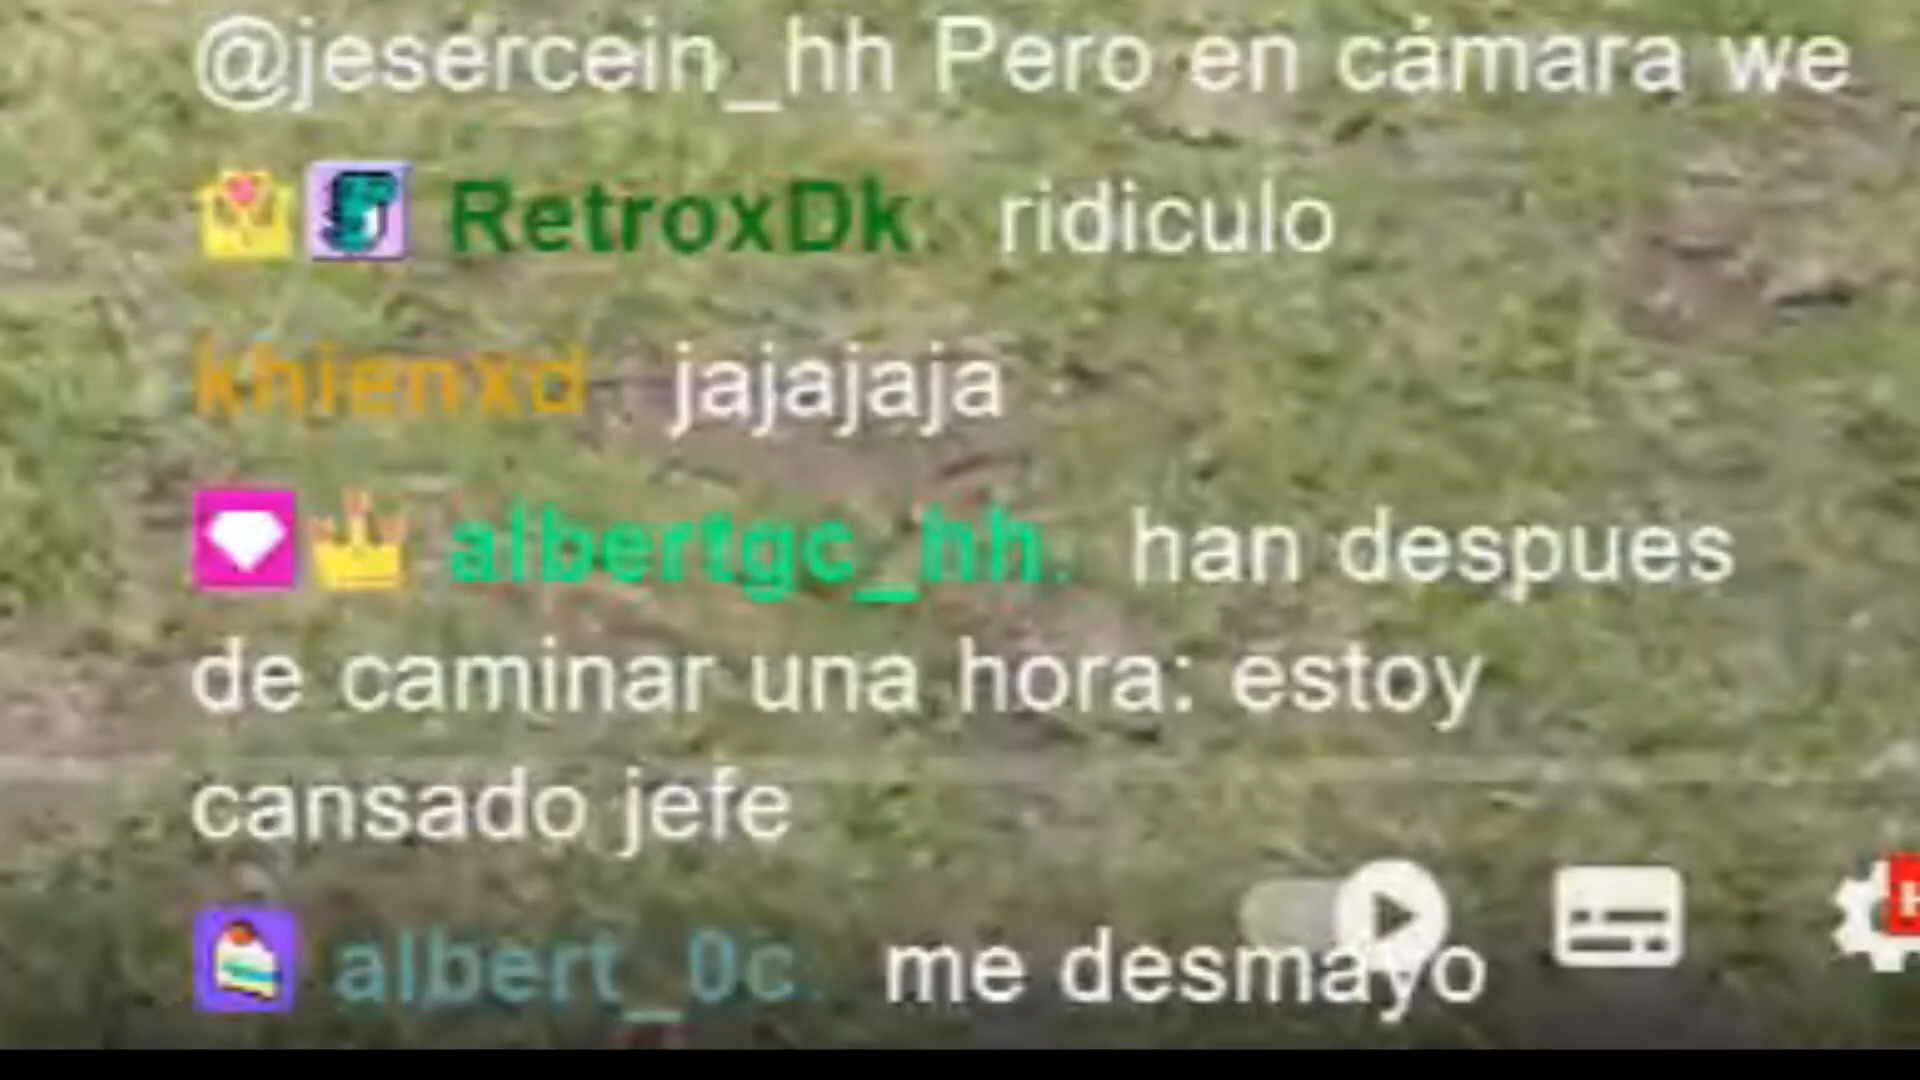 @jesercein_hh Pero en cámara we
RetroxDk: ridiculo
khienxd: jajajaja
albertgc_hh: han despues
de caminar una hora: estoy
cansado jefe
albert_0c: me desmayo
H